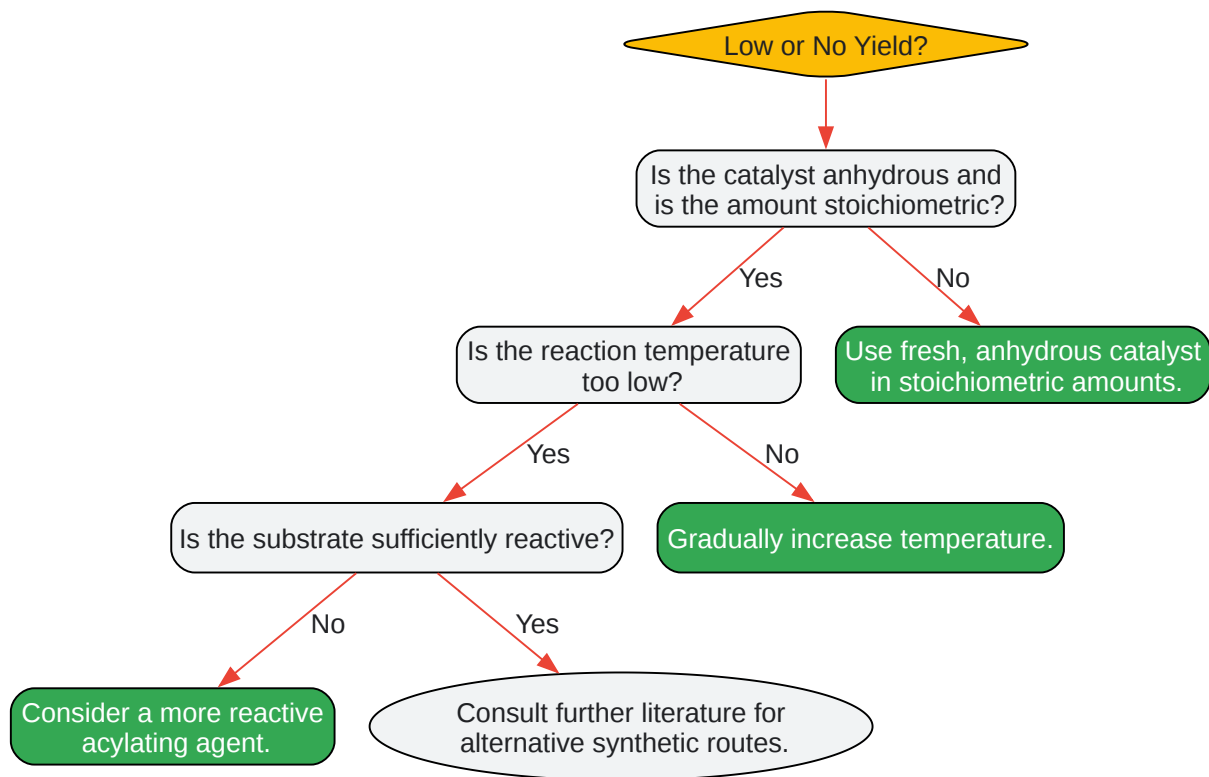 Low or No Yield?
Is the catalyst anhydrous and
is the amount stoichiometric?
Yes
No
Is the reaction temperature
too low?
Use fresh, anhydrous catalyst
in stoichiometric amounts.
Yes
No
Is the substrate sufficiently reactive?
Gradually increase temperature.
No
Yes
Consider a more reactive
acylating agent.
Consult further literature for
alternative synthetic routes.